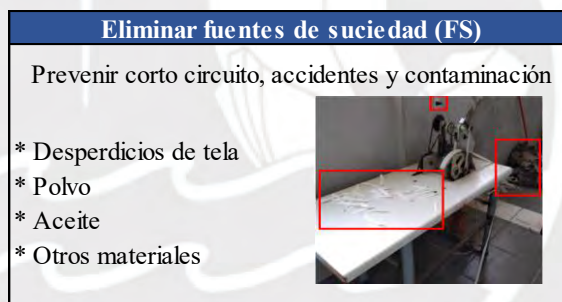 Eliminar fuentes de suciedad (FS)
Prevenir corto circuito, accidentes y contaminación
* Desperdicios de tela
* Polvo
* Aceite
* Otros materiales